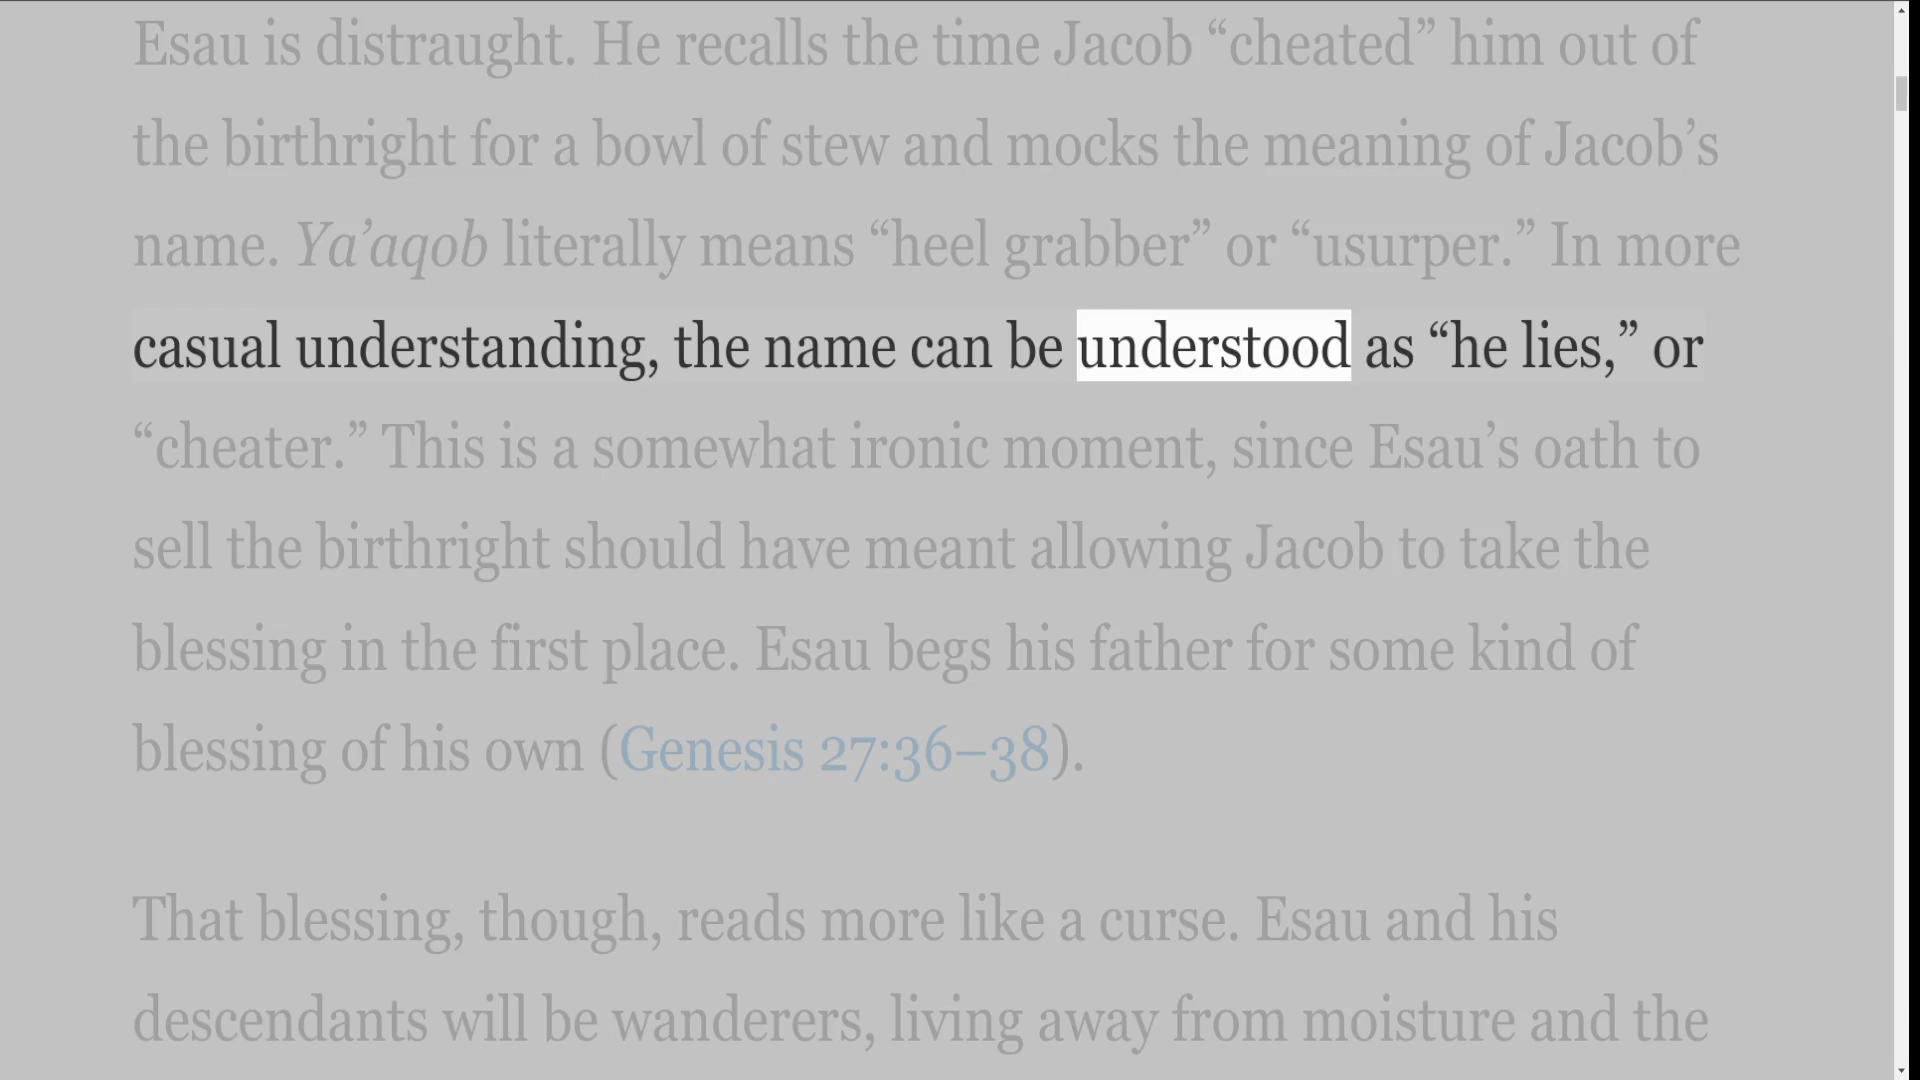 Esau is distraught. He recalls the time Jacob “cheated” him out of
the birthright for a bowl of stew and mocks the meaning of Jacob’s
name. Ya’aqob literally means “heel grabber” or “usurper.” In more
casual understanding, the name can be understood as “he lies,” or
“cheater.” This is a somewhat ironic moment, since Esau’s oath to
sell the birthright should have meant allowing Jacob to take the
blessing in the first place. Esau begs his father for some kind of
blessing of his own (Genesis 27:36–38).
That blessing, though, reads more like a curse. Esau and his
descendants will be wanderers, living away from moisture and the